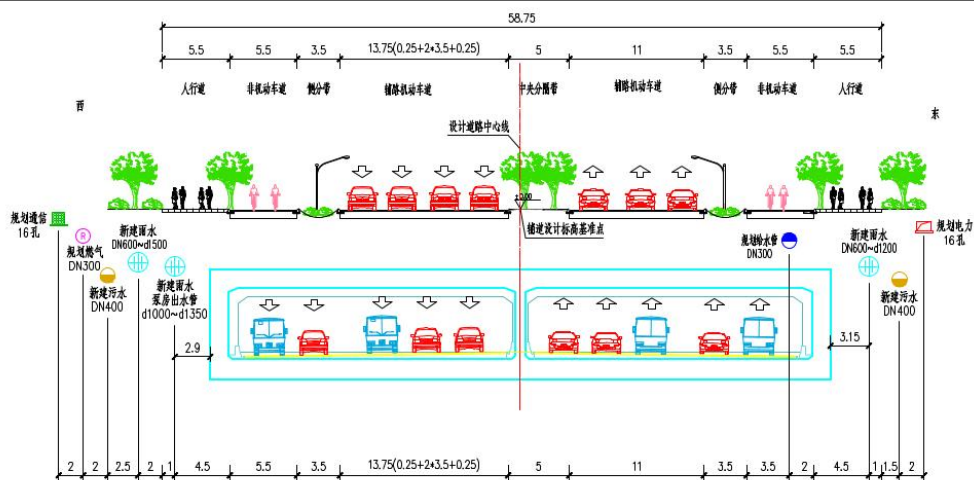 58.75
5.5 5.5 3.5 13.75(0.25+2*3.5+0.25) 5 11 3.5 5.5 5.5
人行道 非机动车道 侧分带 辅路机动车道 中央分隔带 辅路机动车道 侧分带 非机动车道 人行道
西 东
设计道路中心线
±0.00
辅道设计标高基准点
规划通信
16孔
R
规划燃气
DN300
新建污水
DN400
新建雨水
DN600~d1500
新建雨水
泵房出水管
d1000~d1350
规划给水管
DN300
新建雨水
DN600~d1200
新建污水
DN400
规划电力
16孔
2.9 3.15
2 2 2.5 2 1 4.5 5.5 3.5 13.75(0.25+2*3.5+0.25) 5 11 3.5 3.5 2 4.5 1 1.5 2